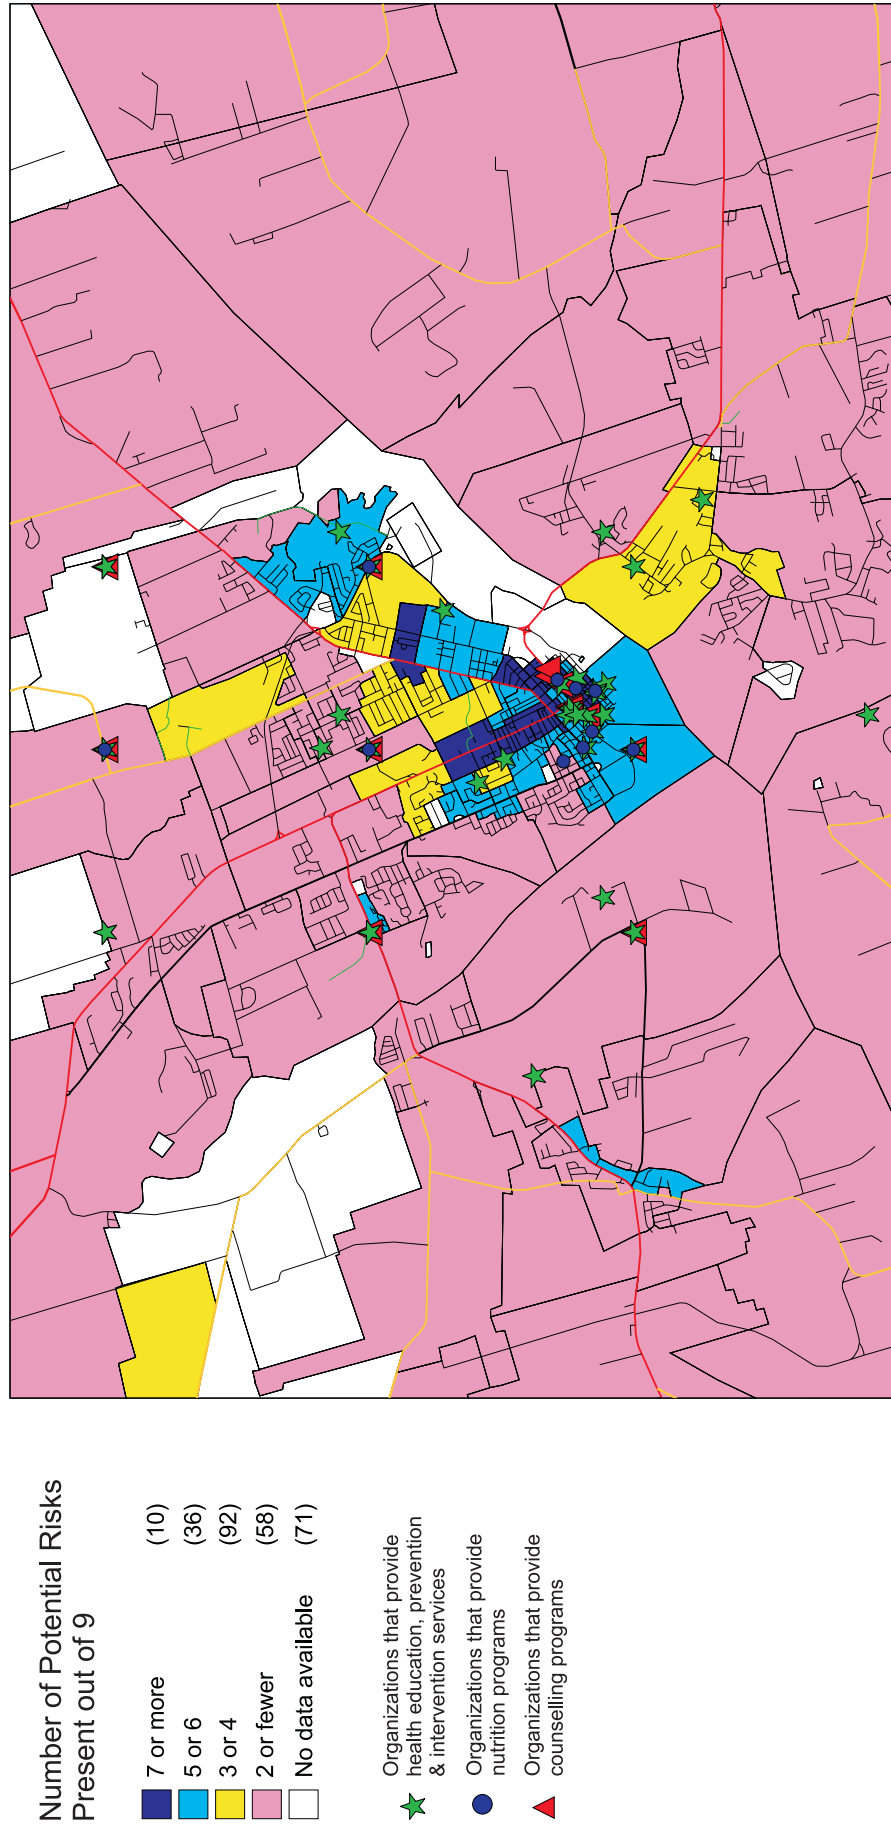 Number of Potential Risks
Present out of 9
7 or more (10)
5 or 6 (36)
3 or 4 (92)
2 or fewer (58)
No data available (71)
Organizations that provide
health education, prevention
& intervention services
Organizations that provide
nutrition programs
Organizations that provide
counselling programs